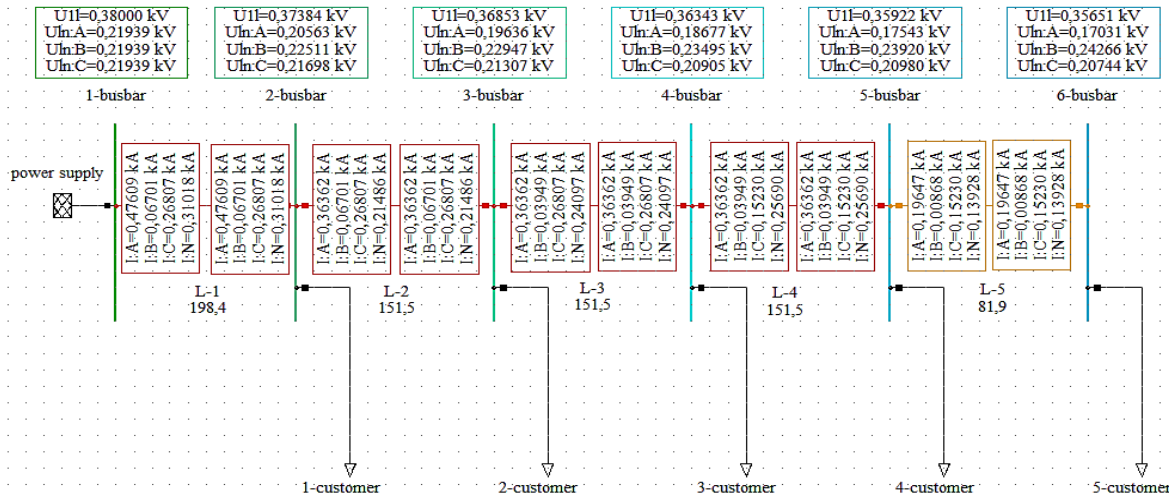 U1l=0,38000 kV
Uln:A=0,21939 kV
Uln:B=0,21939 kV
Uln:C=0,21939 kV
U1l=0,37384 kV
Uln:A=0,20563 kV
Uln:B=0,22511 kV
Uln:C=0,21698 kV
U1l=0,36853 kV
Uln:A=0,19636 kV
Uln:B=0,22947 kV
Uln:C=0,21307 kV
U1l=0,36343 kV
Uln:A=0,18677 kV
Uln:B=0,23495 kV
Uln:C=0,20905 kV
U1l=0,35922 kV
Uln:A=0,17543 kV
Uln:B=0,23920 kV
Uln:C=0,20980 kV
U1l=0,35651 kV
Uln:A=0,17031 kV
Uln:B=0,24266 kV
Uln:C=0,20744 kV
1-busbar
2-busbar
3-busbar
4-busbar
5-busbar
6-busbar
power supply
I:A=0,47609 kA
I:B=0,06701 kA
I:C=0,26807 kA
I:N=0,31018 kA
I:A=0,47609 kA
I:B=0,06701 kA
I:C=0,26807 kA
I:N=0,31018 kA
I:A=0,36362 kA
I:B=0,06701 kA
I:C=0,26807 kA
I:N=0,21486 kA
I:A=0,36362 kA
I:B=0,06701 kA
I:C=0,26807 kA
I:N=0,21486 kA
I:A=0,36362 kA
I:B=0,03949 kA
I:C=0,26807 kA
I:N=0,24097 kA
I:A=0,36362 kA
I:B=0,03949 kA
I:C=0,26807 kA
I:N=0,24097 kA
I:A=0,36362 kA
I:B=0,03949 kA
I:C=0,15230 kA
I:N=0,25690 kA
I:A=0,36362 kA
I:B=0,03949 kA
I:C=0,15230 kA
I:N=0,25690 kA
I:A=0,19647 kA
I:B=0,00868 kA
I:C=0,15230 kA
I:N=0,13928 kA
I:A=0,19647 kA
I:B=0,00868 kA
I:C=0,15230 kA
I:N=0,13928 kA
L-1
198,4
L-2
151,5
L-3
151,5
L-4
151,5
L-5
81,9
1-customer
2-customer
3-customer
4-customer
5-customer